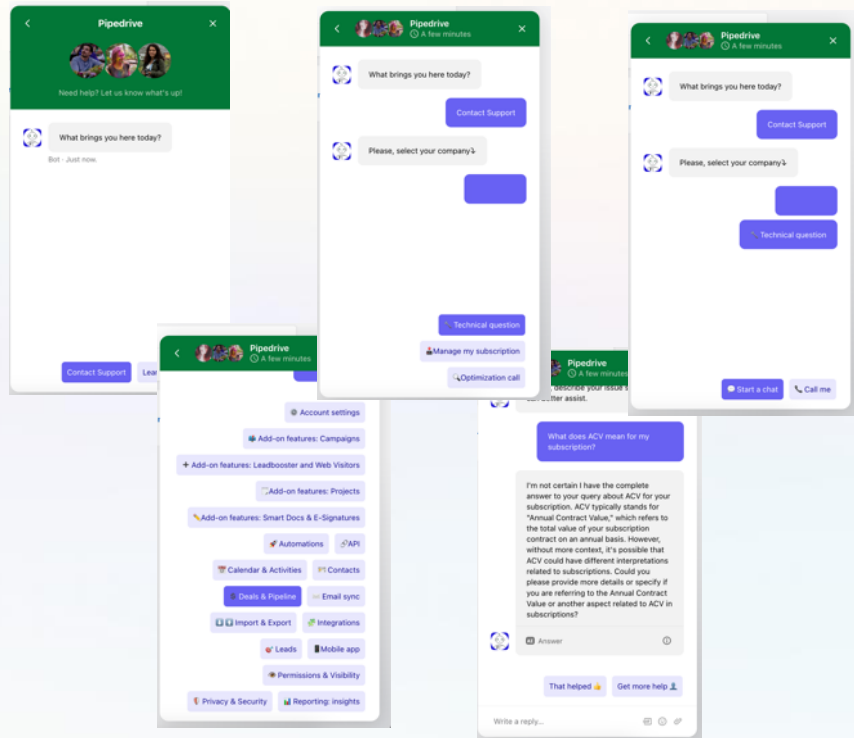 Pipedrive
Need help? Let us know what's up!
What brings you here today?
Bot · Just now.
Contact Support
Pipedrive
A few minutes
What brings you here today?
Contact Support
Please, select your company
Technical question
Manage my subscription
Optimization call
Pipedrive
A few minutes
What brings you here today?
Contact Support
Please, select your company
Technical question
Start a chat
Call me
Pipedrive
A few minutes
Account settings
Add-on features: Campaigns
Add-on features: Leadbooster and Web Visitors
Add-on features: Projects
Add-on features: Smart Docs & E-Signatures
Automations
API
Calendar & Activities
Contacts
Deals & Pipeline
Email sync
Import & Export
Integrations
Leads
Mobile app
Permissions & Visibility
Privacy & Security
Reporting: insights
Pipedrive
A few minutes
describe your issue
better assist.
What does ACV mean for my
subscription?
I'm not certain I have the complete
answer to your query about ACV for your
subscription. ACV typically stands for
"Annual Contract Value," which refers to
the total value of your subscription
contract on an annual basis. However,
without more context, it's possible that
ACV could have different interpretations
related to subscriptions. Could you
please provide more details or specify if
you are referring to the Annual Contract
Value or another aspect related to ACV in
subscriptions?
AI Answer
That helped
Get more help
Write a reply...